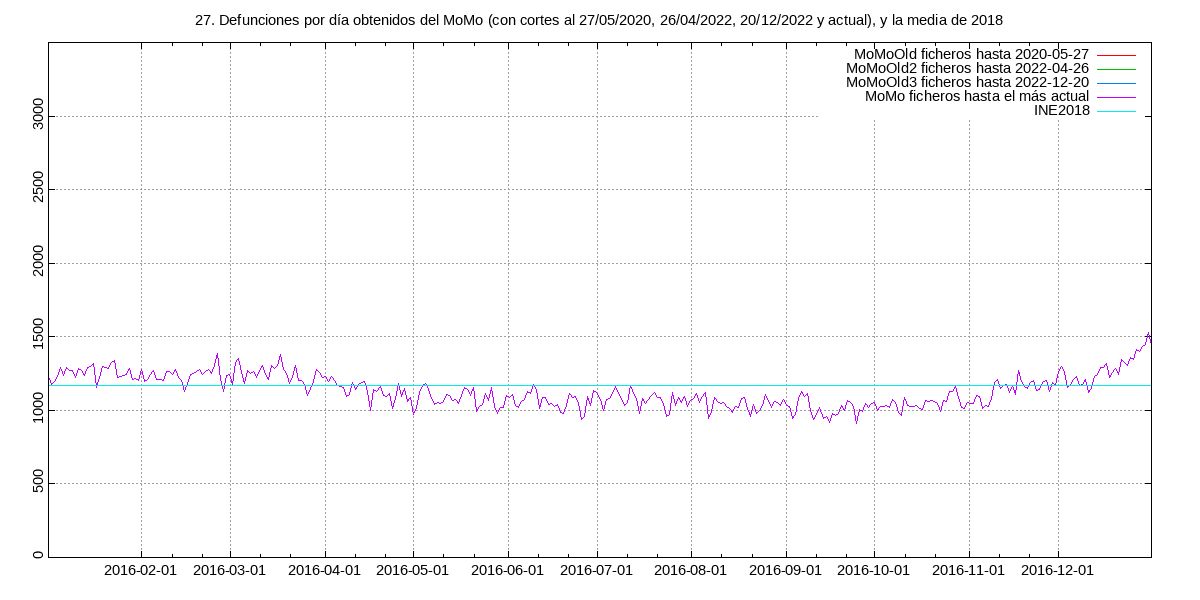 27. Defunciones por día obtenidos del MoMo (con cortes al 27/05/2020, 26/04/2022, 20/12/2022 y actual), y la media de 2018
MoMoOld ficheros hasta 2020-05-27
MoMoOld2 ficheros hasta 2022-04-26
MoMoOld3 ficheros hasta 2022-12-20
MoMo ficheros hasta el más actual
INE2018
3000
2500
2000
1500
1000
500
0
2016-02-01 2016-03-01 2016-04-01 2016-05-01 2016-06-01 2016-07-01 2016-08-01 2016-09-01 2016-10-01 2016-11-01 2016-12-01